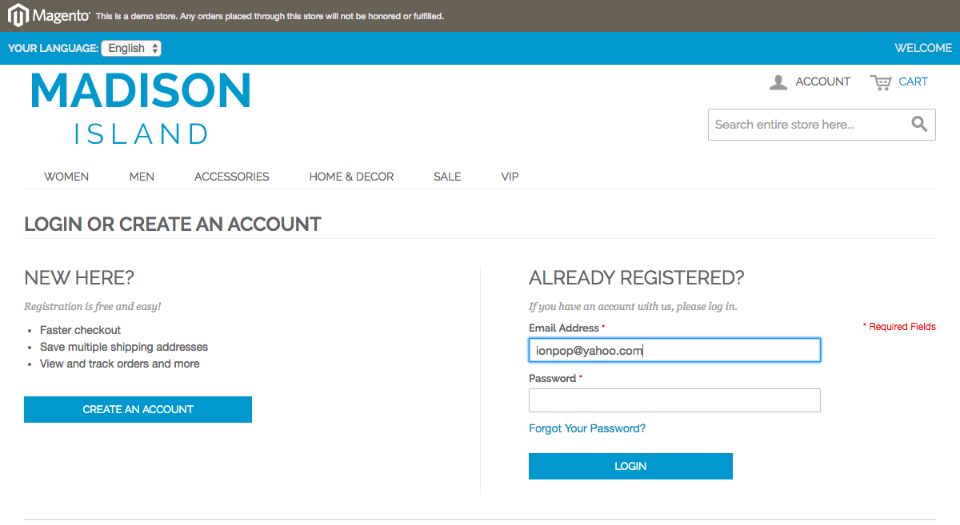 Magento® This is a demo store. Any orders placed through this store will not be honored or fulfilled.
YOUR LANGUAGE: English WELCOME
MADISON
ISLAND
ACCOUNT CART
Search entire store here...
WOMEN MEN ACCESSORIES HOME & DECOR SALE VIP
LOGIN OR CREATE AN ACCOUNT
NEW HERE?
Registration is free and easy!
• Faster checkout
• Save multiple shipping addresses
• View and track orders and more
CREATE AN ACCOUNT
ALREADY REGISTERED?
If you have an account with us, please log in.
Email Address * * Required Fields
ionpop@yahoo.com
Password *
Forgot Your Password?
LOGIN